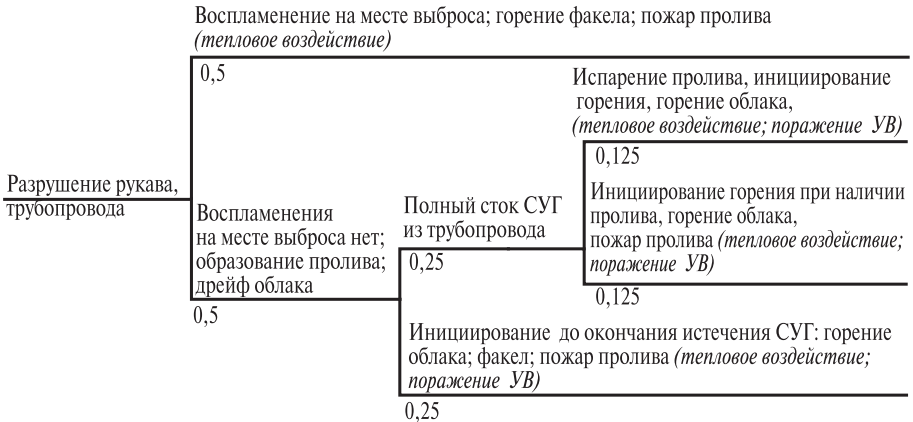 Воспламенение на месте выброса; горение факела; пожар пролива
(тепловое воздействие)
0,5
Испарение пролива, инициирование
горения, горение облака,
(тепловое воздействие; поражение УВ)
0,125
Разрушение рукава,
трубопровода
Воспламенения
на месте выброса нет;
образование пролива;
дрейф облака
0,5
Полный сток СУГ
из трубопровода
0,25
Инициирование горения при наличии
пролива, горение облака,
пожар пролива (тепловое воздействие;
поражение УВ)
0,125
Инициирование до окончания истечения СУГ: горение
облака; факел; пожар пролива (тепловое воздействие;
поражение УВ)
0,25